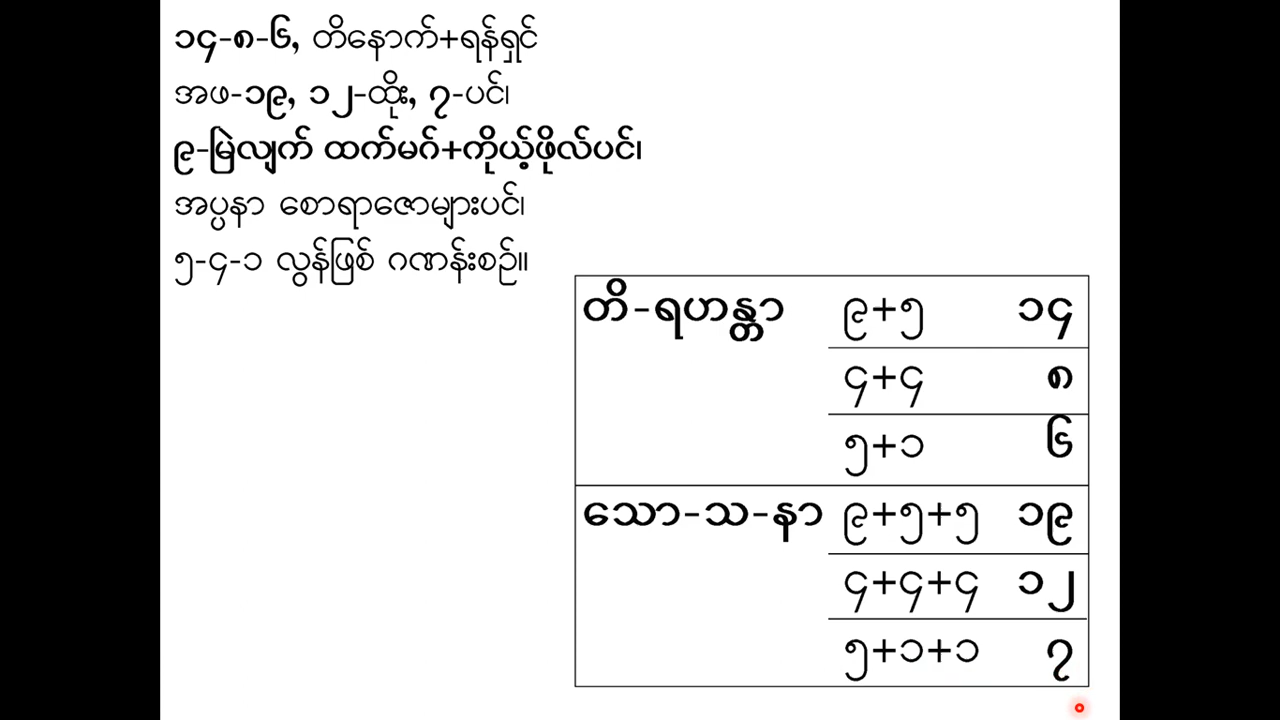 ၁၄-၈-၆, တိနောက်+ရန်ရှင်
အဖ-၁၉, ၁၂-ထိုး, ၇-ပင်၊
၉-မြဲလျက် ထက်မဂ်+ကိုယ့်ဖိုလ်ပင်၊
အပ္ပနာ စောရာဇောများပင်၊
၅-၄-၁ လွန်ဖြစ် ဂဏန်းစဉ်။
တိ-ရဟန္တာ ၉+၅ ၁၄
၄+၄ ၈
၅+၁ ၆
သော-သ-နာ ၉+၅+၅ ၁၉
၄+၄+၄ ၁၂
၅+၁+၁ ၇